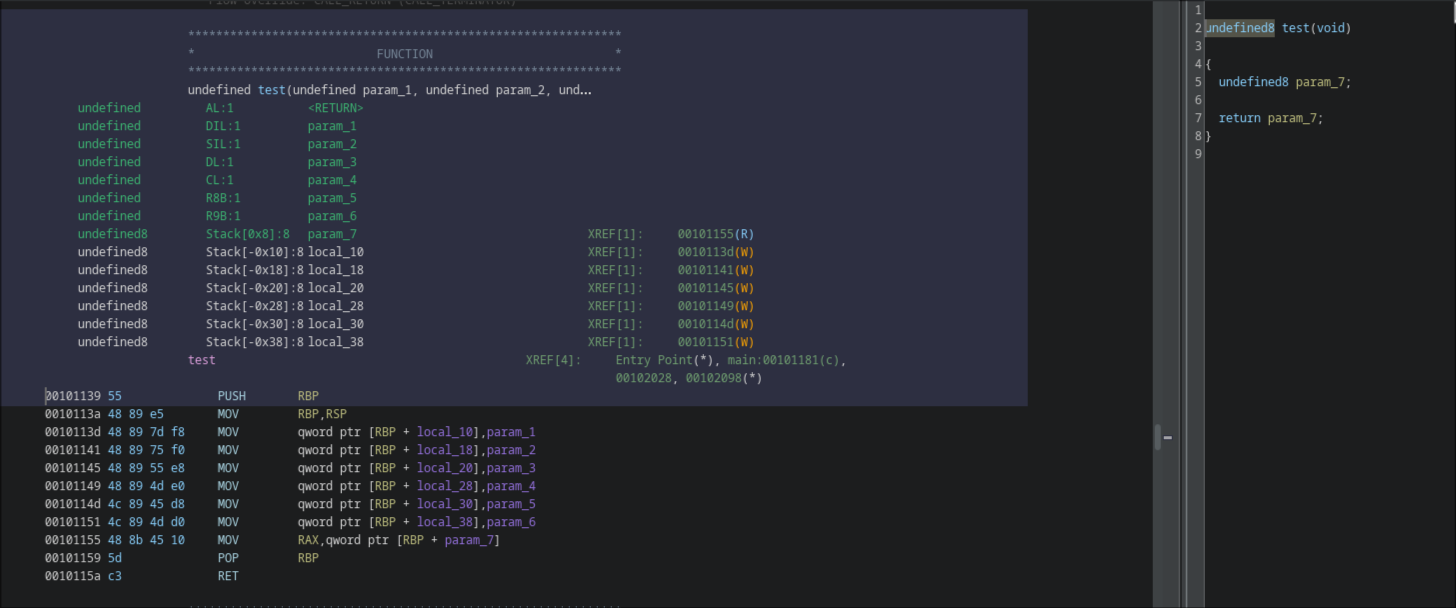 Flow Override: CALL_RETURN (CALL_TERMINATOR)
**************************************************************
* FUNCTION *
**************************************************************
undefined test(undefined param_1, undefined param_2, und...
undefined AL:1 <RETURN>
undefined DIL:1 param_1
undefined SIL:1 param_2
undefined DL:1 param_3
undefined CL:1 param_4
undefined R8B:1 param_5
undefined R9B:1 param_6
undefined8 Stack[0x8]:8 param_7 XREF[1]: 00101155(R)
undefined8 Stack[-0x10]:8 local_10 XREF[1]: 0010113d(W)
undefined8 Stack[-0x18]:8 local_18 XREF[1]: 00101141(W)
undefined8 Stack[-0x20]:8 local_20 XREF[1]: 00101145(W)
undefined8 Stack[-0x28]:8 local_28 XREF[1]: 00101149(W)
undefined8 Stack[-0x30]:8 local_30 XREF[1]: 0010114d(W)
undefined8 Stack[-0x38]:8 local_38 XREF[1]: 00101151(W)
test XREF[4]: Entry Point(*), main:00101181(c),
00102028, 00102098(*)
00101139 55 PUSH RBP
0010113a 48 89 e5 MOV RBP,RSP
0010113d 48 89 7d f8 MOV qword ptr [RBP + local_10],param_1
00101141 48 89 75 f0 MOV qword ptr [RBP + local_18],param_2
00101145 48 89 55 e8 MOV qword ptr [RBP + local_20],param_3
00101149 48 89 4d e0 MOV qword ptr [RBP + local_28],param_4
0010114d 4c 89 45 d8 MOV qword ptr [RBP + local_30],param_5
00101151 4c 89 4d d0 MOV qword ptr [RBP + local_38],param_6
00101155 48 8b 45 10 MOV RAX,qword ptr [RBP + param_7]
00101159 5d POP RBP
0010115a c3 RET
1
2 undefined8 test(void)
3
4 {
5 undefined8 param_7;
6
7 return param_7;
8 }
9